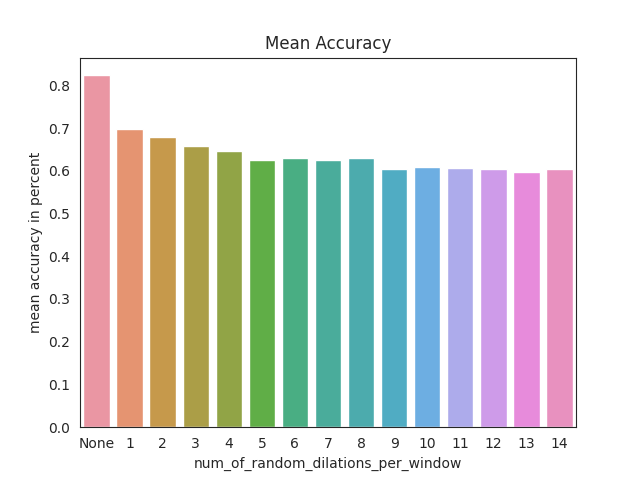 Mean Accuracy
mean accuracy in percent
0.8
0.7
0.6
0.5
0.4
0.3
0.2
0.1
0.0
None 1 2 3 4 5 6 7 8 9 10 11 12 13 14
num_of_random_dilations_per_window